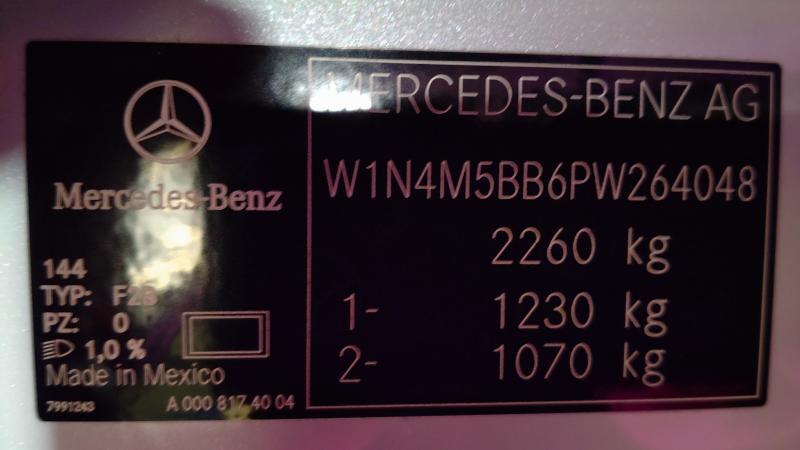 Mercedes-Benz
144
TYP: F2B
PZ: 0
1,0 %
Made in Mexico
7991243
A 000 817 40 04
MERCEDES-BENZ AG
W1N4M5BB6PW264048
2260 kg
1- 1230 kg
2- 1070 kg